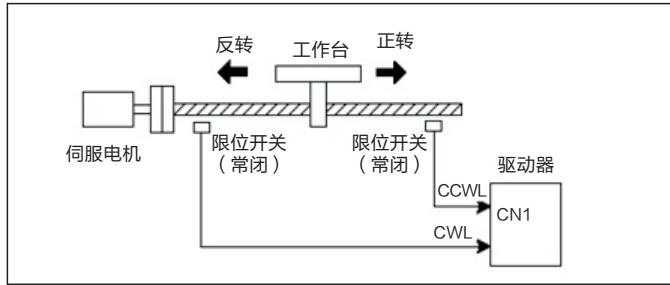 反转
工作台
正转
伺服电机
限位开关
（常闭）
限位开关
（常闭）
驱动器
CCWL
CN1
CWL